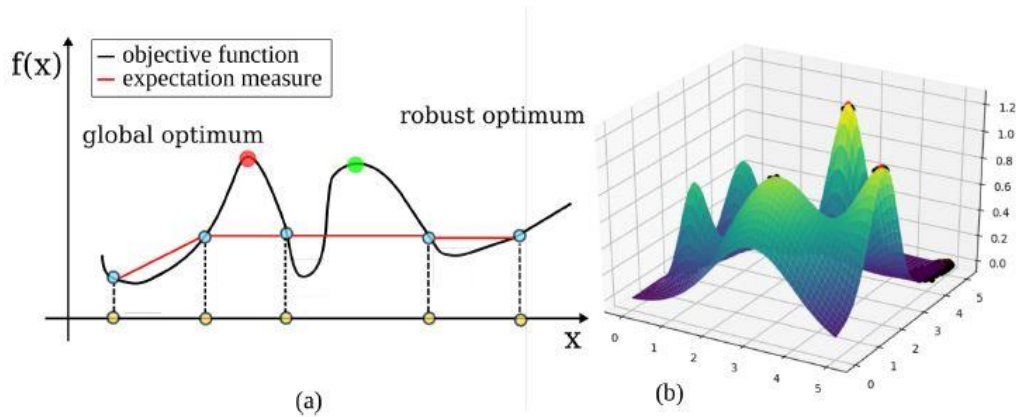 f(x)
objective function
expectation measure
global optimum
robust optimum
x
(a)
1.2
1.0
0.8
0.6
0.4
0.2
0.0
0 1 2 3 4 5
0 1 2 3 4 5
(b)